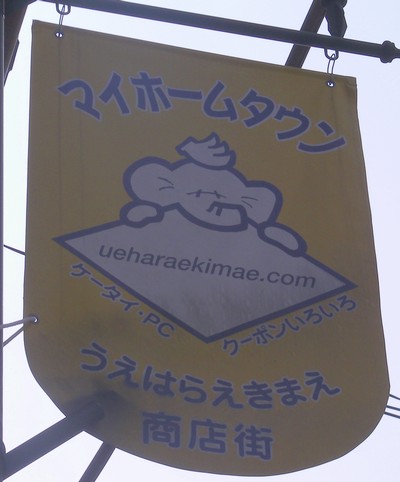 マイホームタウン
ueharaekimae.com
ケータイ・PC
クーポンいろいろ
うえはらえきまえ
商店街